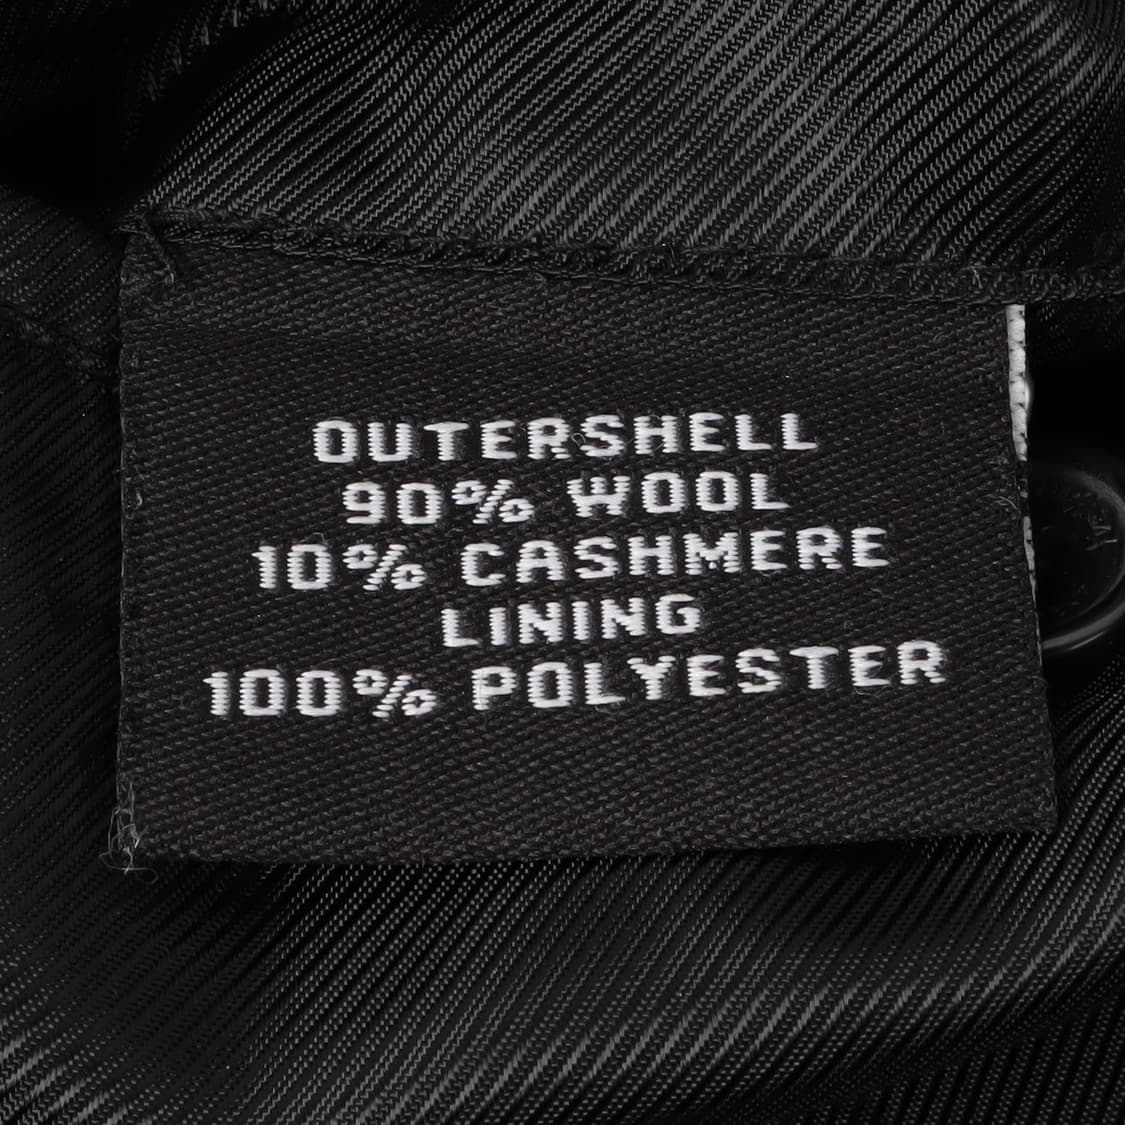 OUTERSHELL
90% WOOL
10% CASHMERE
LINING
100% POLYESTER